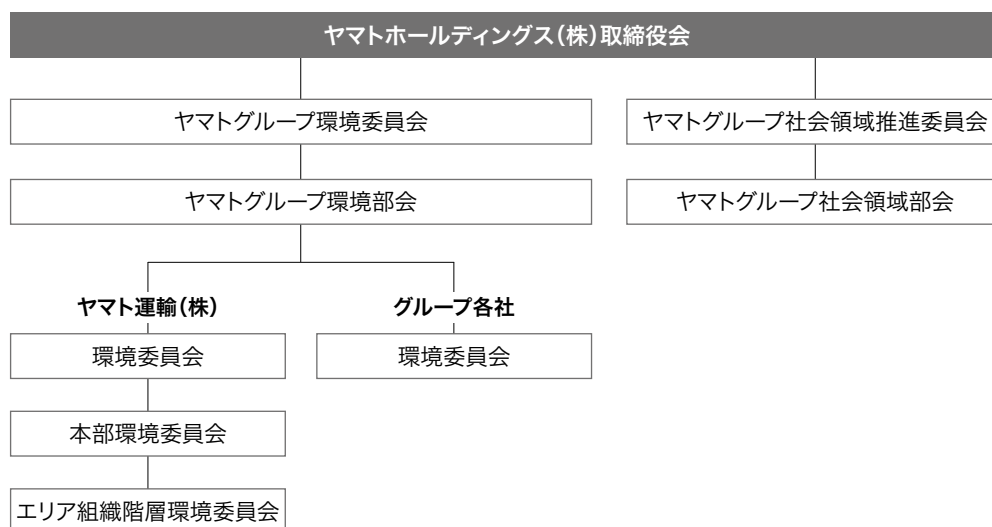 ヤマトホールディングス(株)取締役会
ヤマトグループ環境委員会
ヤマトグループ社会領域推進委員会
ヤマトグループ環境部会
ヤマトグループ社会領域部会
ヤマト運輸(株)
グループ各社
環境委員会
環境委員会
本部環境委員会
エリア組織階層環境委員会